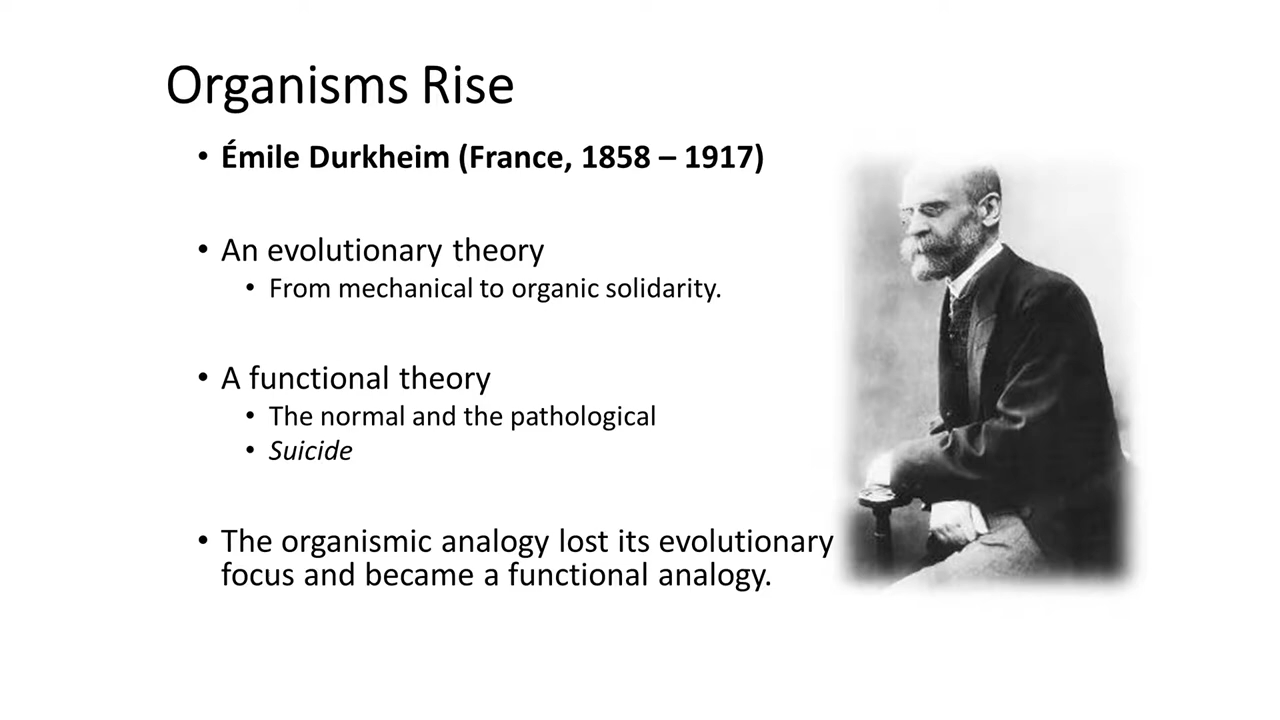 Organisms Rise
• Émile Durkheim (France, 1858 – 1917)
• An evolutionary theory
• From mechanical to organic solidarity.
• A functional theory
• The normal and the pathological
• Suicide
• The organismic analogy lost its evolutionary
focus and became a functional analogy.